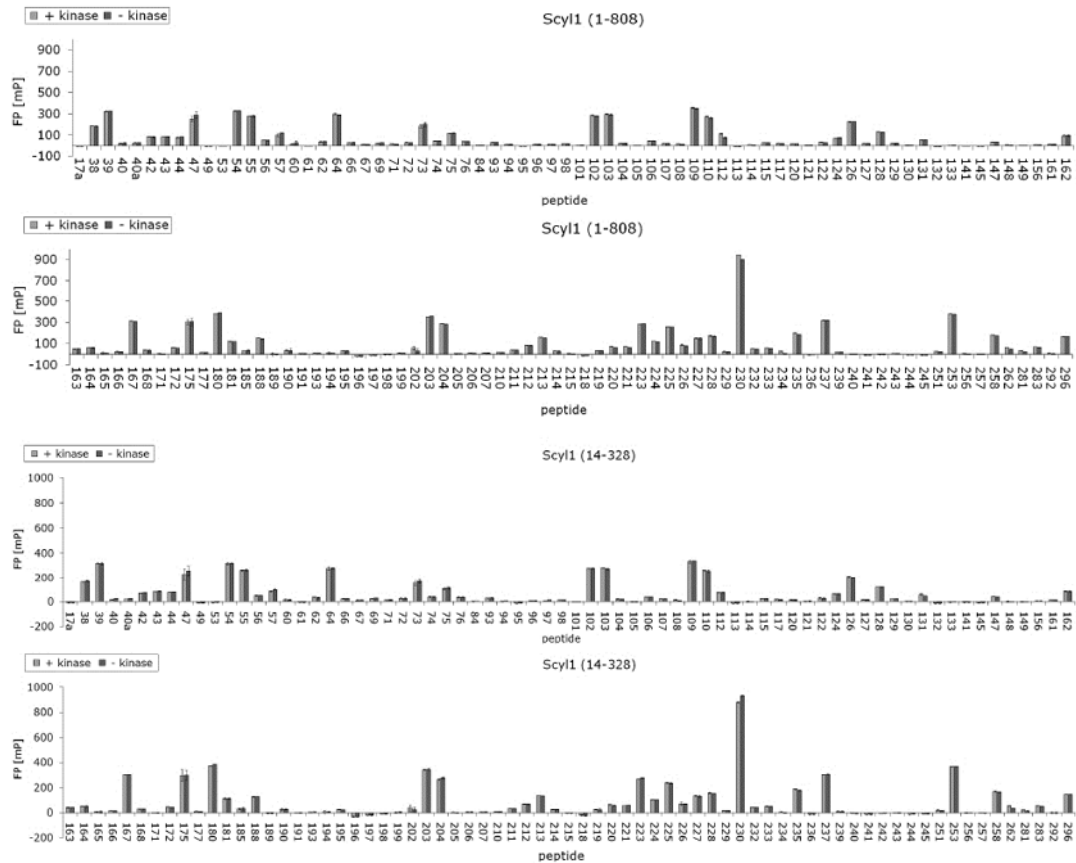 + kinase - kinase
Scyl1 (1-808)
FP [mP]
900
700
500
300
100
-100
17a 38 39 40 40a 42 43 44 47 49 53 54 55 56 57 60 61 62 64 66 67 69 71 72 73 74 75 76 84 93 94 95 96 97 98 101 102 103 104 105 106 107 108 109 110 112 113 114 115 117 120 121 122 124 126 127 128 129 130 131 132 133 141 145 147 148 149 156 161 162
peptide
+ kinase - kinase
Scyl1 (1-808)
FP [mP]
900
700
500
300
100
-100
163 164 165 166 167 168 171 172 175 177 180 181 185 188 189 190 191 193 194 195 196 197 198 199 202 203 204 205 206 207 210 211 212 213 214 215 218 219 220 221 223 224 225 226 227 228 229 230 232 233 234 235 236 237 239 240 241 242 243 244 245 251 253 256 257 258 262 281 283 292 296
peptide
+ kinase - kinase
Scyl1 (14-328)
FP [mP]
1000
800
600
400
200
0
-200
17a 38 39 40 40a 42 43 44 47 49 53 54 55 56 57 60 61 62 64 66 67 69 71 72 73 74 75 76 84 93 94 95 96 97 98 101 102 103 104 105 106 107 108 109 110 112 113 114 115 117 120 121 122 124 126 127 128 129 130 131 132 133 141 145 147 148 149 156 161 162
peptide
+ kinase - kinase
Scyl1 (14-328)
FP [mP]
1000
800
600
400
200
0
-200
163 164 165 166 167 168 171 172 175 177 180 181 185 188 189 190 191 193 194 195 196 197 198 199 202 203 204 205 206 207 210 211 212 213 214 215 218 219 220 221 223 224 225 226 227 228 229 230 232 233 234 235 236 237 239 240 241 242 243 244 245 251 253 256 257 258 262 281 283 292 296
peptide